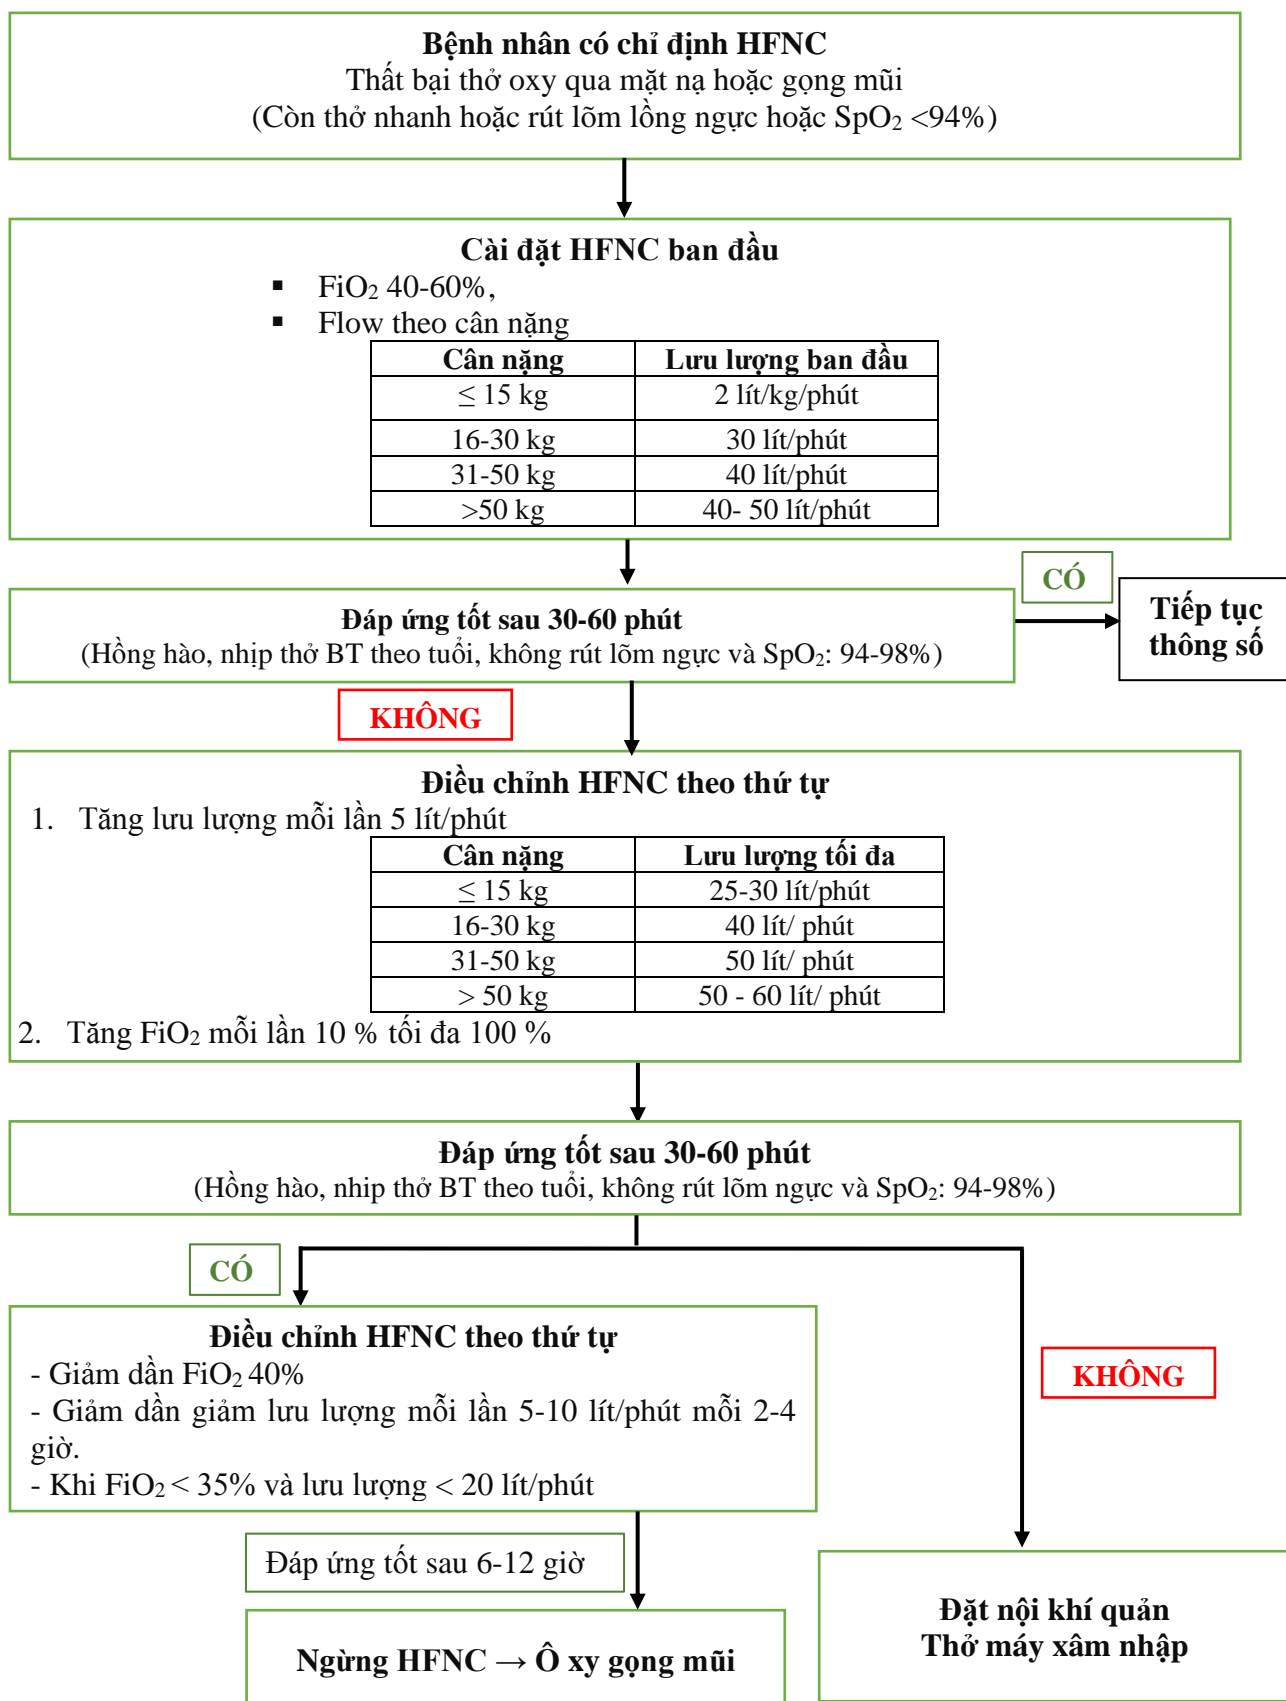 Bệnh nhân có chỉ định HFNC
Thất bại thở oxy qua mặt nạ hoặc gọng mũi
(Còn thở nhanh hoặc rút lõm lồng ngực hoặc SpO₂ <94%)
Cài đặt HFNC ban đầu
▪ FiO₂ 40-60%,
▪ Flow theo cân nặng
Cân nặng Lưu lượng ban đầu
≤ 15 kg 2 lít/kg/phút
16-30 kg 30 lít/phút
31-50 kg 40 lít/phút
>50 kg 40- 50 lít/phút
Đáp ứng tốt sau 30-60 phút
(Hồng hào, nhịp thở BT theo tuổi, không rút lõm ngực và SpO₂: 94-98%)
CÓ
Tiếp tục
thông số
KHÔNG
Điều chỉnh HFNC theo thứ tự
1. Tăng lưu lượng mỗi lần 5 lít/phút
Cân nặng Lưu lượng tối đa
≤ 15 kg 25-30 lít/phút
16-30 kg 40 lít/ phút
31-50 kg 50 lít/ phút
> 50 kg 50 - 60 lít/ phút
2. Tăng FiO₂ mỗi lần 10 % tối đa 100 %
Đáp ứng tốt sau 30-60 phút
(Hồng hào, nhip thở BT theo tuổi, không rút lõm ngực và SpO₂: 94-98%)
CÓ
Điều chỉnh HFNC theo thứ tự
- Giảm dần FiO₂ 40%
- Giảm dần giảm lưu lượng mỗi lần 5-10 lít/phút mỗi 2-4
giờ.
- Khi FiO₂ < 35% và lưu lượng < 20 lít/phút
KHÔNG
Đáp ứng tốt sau 6-12 giờ
Ngừng HFNC → Ô xy gọng mũi
Đặt nội khí quản
Thở máy xâm nhập